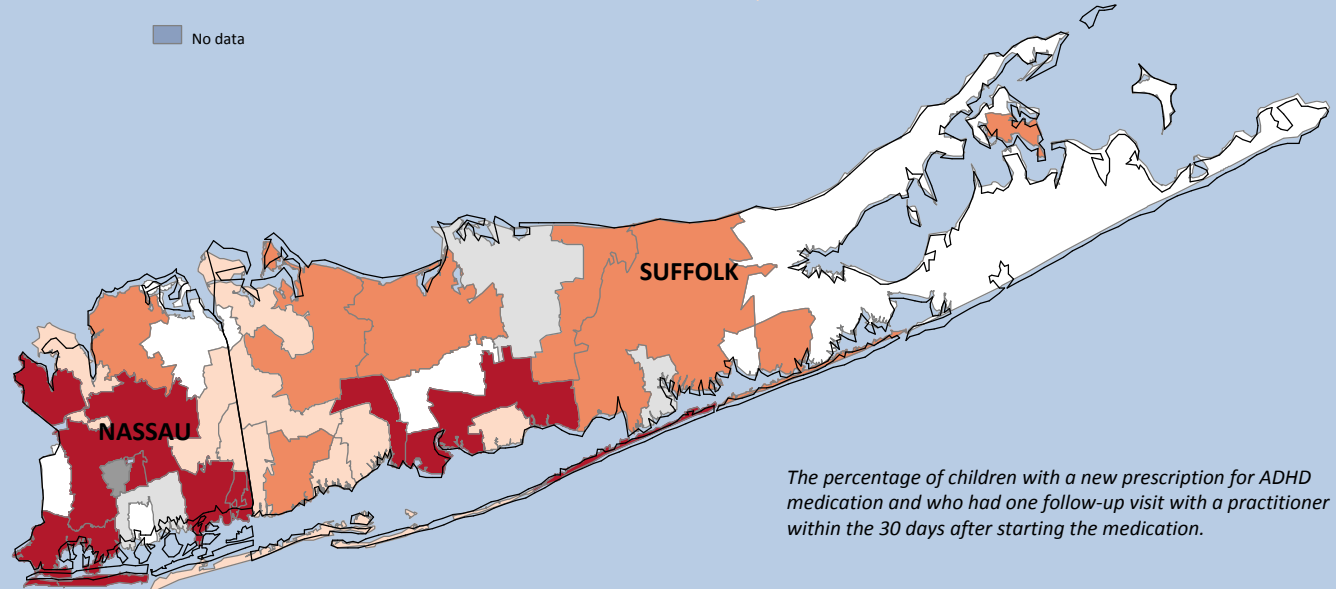 No data
SUFFOLK
NASSAU
The percentage of children with a new prescription for ADHD
medication and who had one follow-up visit with a practitioner
within the 30 days after starting the medication.